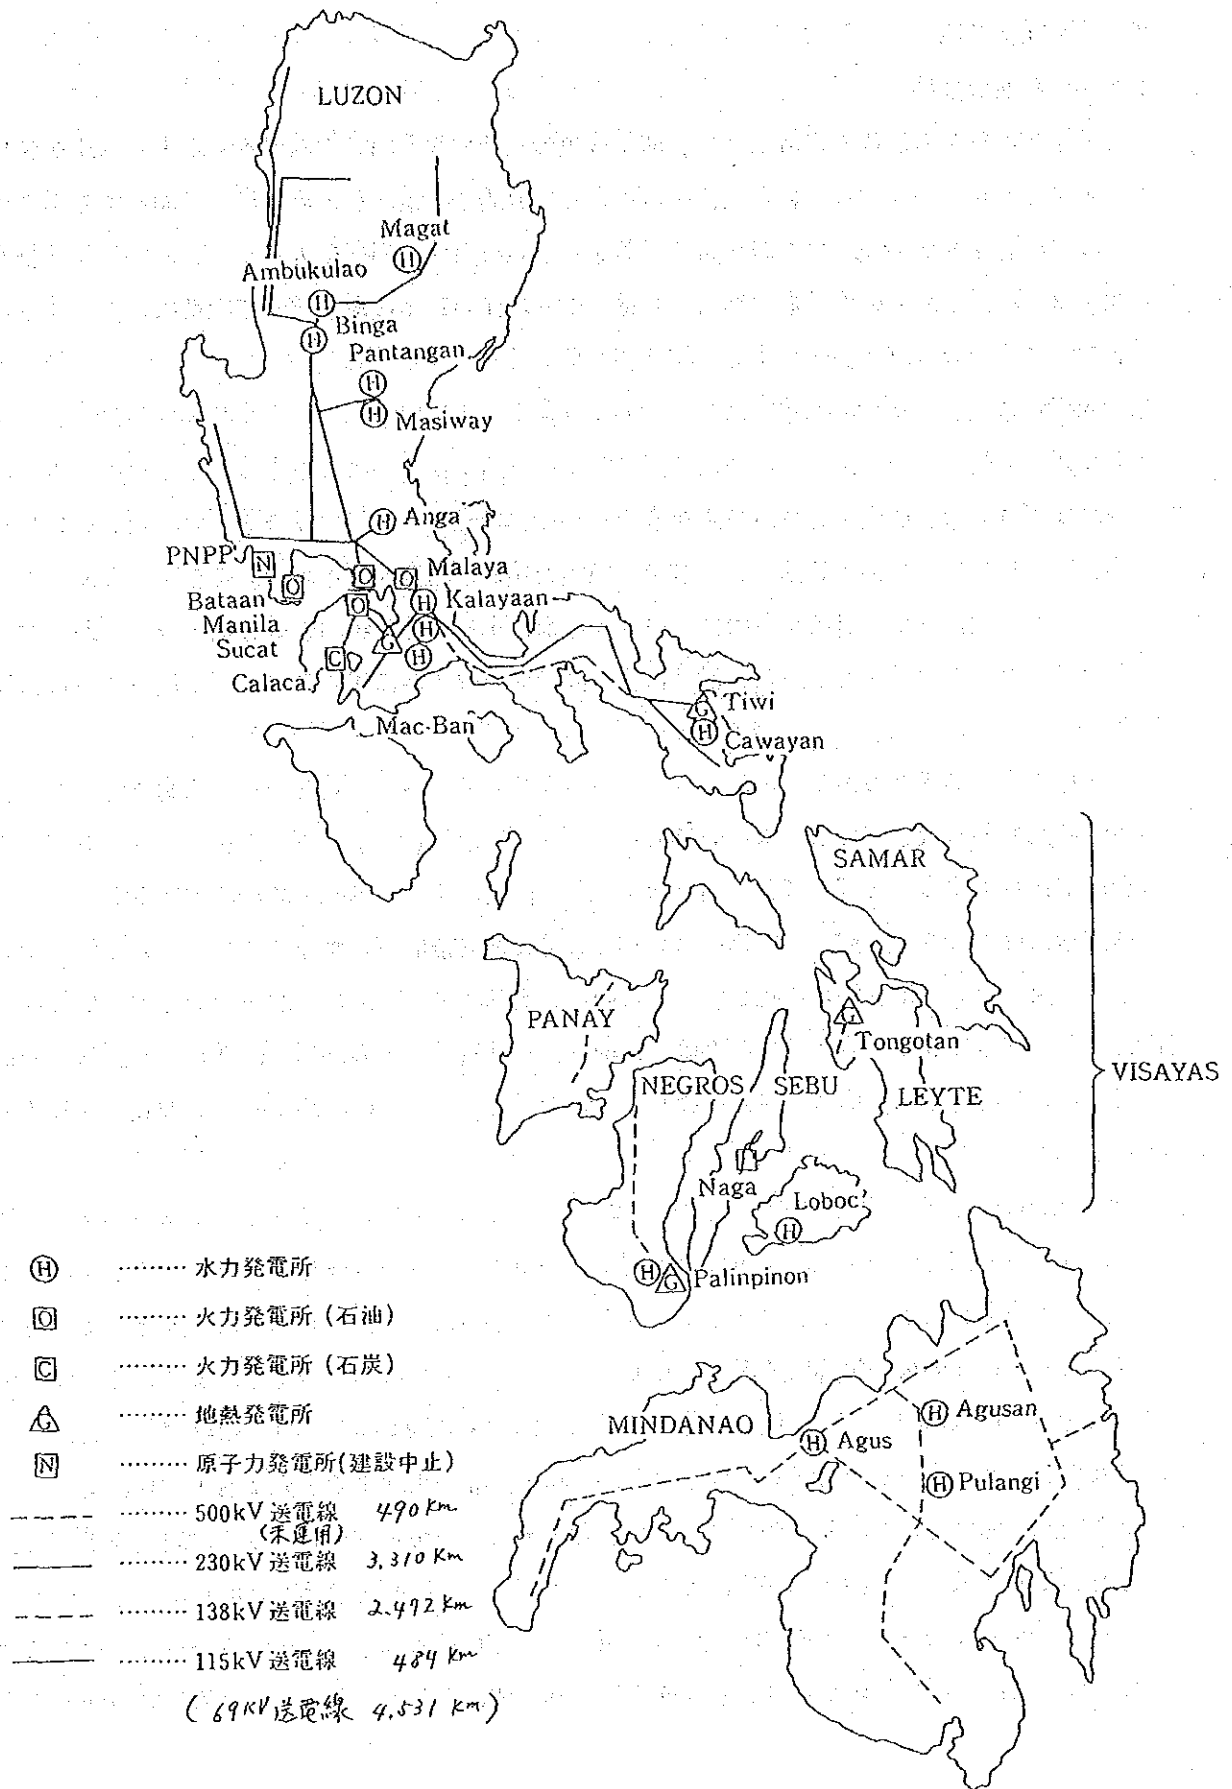 LUZON
Magat
H
Ambukulao
H
Binga
H
Pantangan
H
H
Masiway
H
Anga
PNPP
N
O
O
O
Malaya
Bataan
O
H
Kalayaan
Manila
H
Sucat
G
C
H
Calaca
G
Tiwi
Mac-Ban
H
Cawayan
SAMAR
PANAY
G
Tongotan
NEGROS
SEBU
LEYTE
VISAYAS
Naga
Loboc
H
H
G
Palinpinon
MINDANAO
H
Agusan
H
Agus
H
Pulangi
H ……… 水力発電所
O ……… 火力発電所 (石油)
C ……… 火力発電所 (石炭)
G ……… 地熱発電所
N ……… 原子力発電所(建設中止)
……… 500kV 送電線 490 Km
(未運用)
……… 230kV 送電線 3,310 Km
……… 138kV 送電線 2.492 Km
……… 115kV 送電線 484 Km
( 69KV 送電線 4,531 Km )